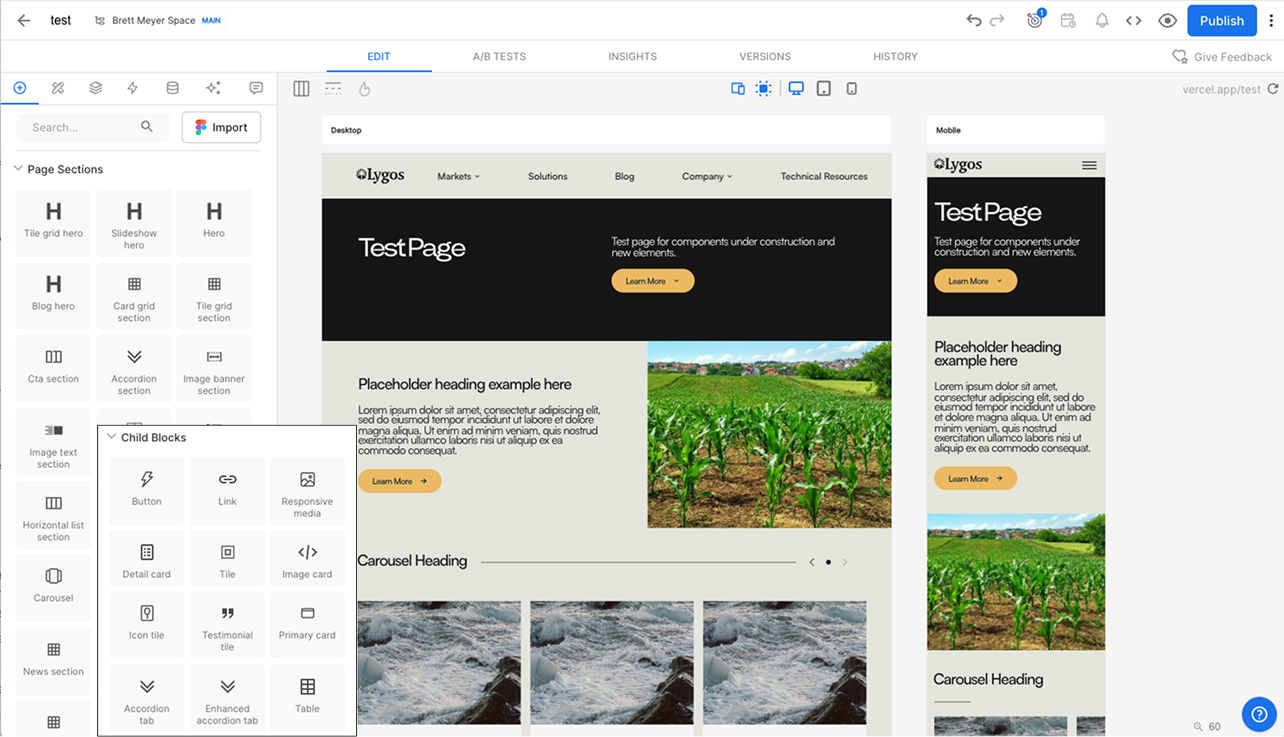 test
Brett Meyer Space MAIN
1
Publish
EDIT
A/B TESTS
INSIGHTS
VERSIONS
HISTORY
Give Feedback
vercel.app/test
Search...
Import
Page Sections
Tile grid hero
Slideshow
hero
Hero
Blog hero
Card grid
section
Tile grid
section
Cta section
Accordion
section
Image banner
section
Image text
section
Horizontal list
section
Carousel
News section
Child Blocks
Button
Link
Responsive
media
Detail card
Tile
Image card
Icon tile
Testimonial
tile
Primary card
Accordion
tab
Enhanced
accordion tab
Table
Desktop
Lygos
Markets
Solutions
Blog
Company
Technical Resources
Test Page
Test page for components under construction and
new elements.
Learn More
Placeholder heading example here
Lorem ipsum dolor sit amet, consectetur adipiscing elit,
sed do eiusmod tempor incididunt ut labore et dolore
magna aliqua. Ut enim ad minim veniam, quis nostrud
exercitation ullamco laboris nisi ut aliquip ex ea
commodo consequat.
Learn More
Carousel Heading
Mobile
Lygos
Test Page
Test page for components under
construction and new elements.
Learn More
Placeholder heading
example here
Lorem ipsum dolor sit amet,
consectetur adipiscing elit, sed do
eiusmod tempor incididunt ut labore
et dolore magna aliqua. Ut enim ad
minim veniam, quis nostrud
exercitation ullamco laboris nisi ut
aliquip ex ea commodo consequat.
Learn More
Carousel Heading
60